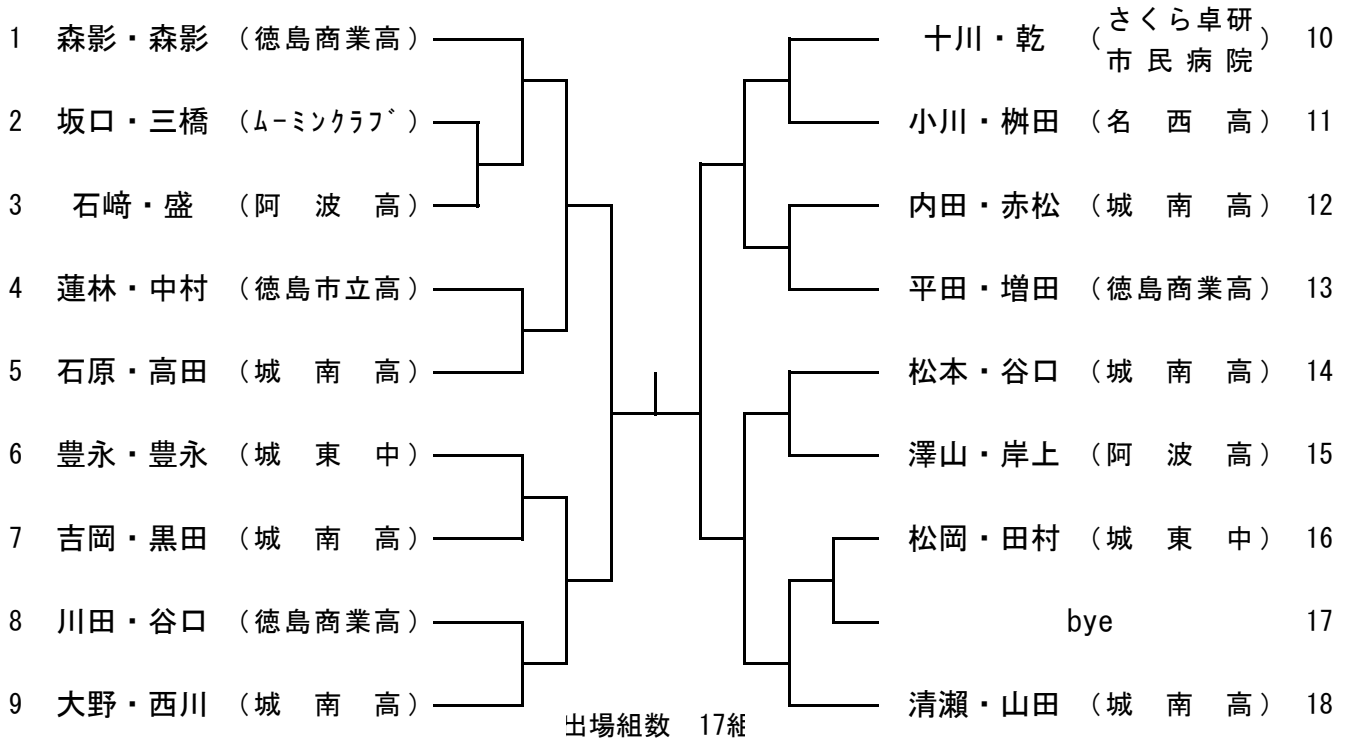 1 森影・森影 （徳島商業高）
2 坂口・三橋 （ﾑｰﾐﾝｸﾗﾌﾞ）
3 石﨑・盛 （阿 波 高）
4 蓮林・中村 （徳島市立高）
5 石原・高田 （城 南 高）
6 豊永・豊永 （城 東 中）
7 吉岡・黒田 （城 南 高）
8 川田・谷口 （徳島商業高）
9 大野・西川 （城 南 高）
十川・乾 （さくら卓研 市民病院） 10
小川・桝田 （名 西 高） 11
内田・赤松 （城 南 高） 12
平田・増田 （徳島商業高） 13
松本・谷口 （城 南 高） 14
澤山・岸上 （阿 波 高） 15
松岡・田村 （城 東 中） 16
bye 17
清瀬・山田 （城 南 高） 18
出場組数 17組